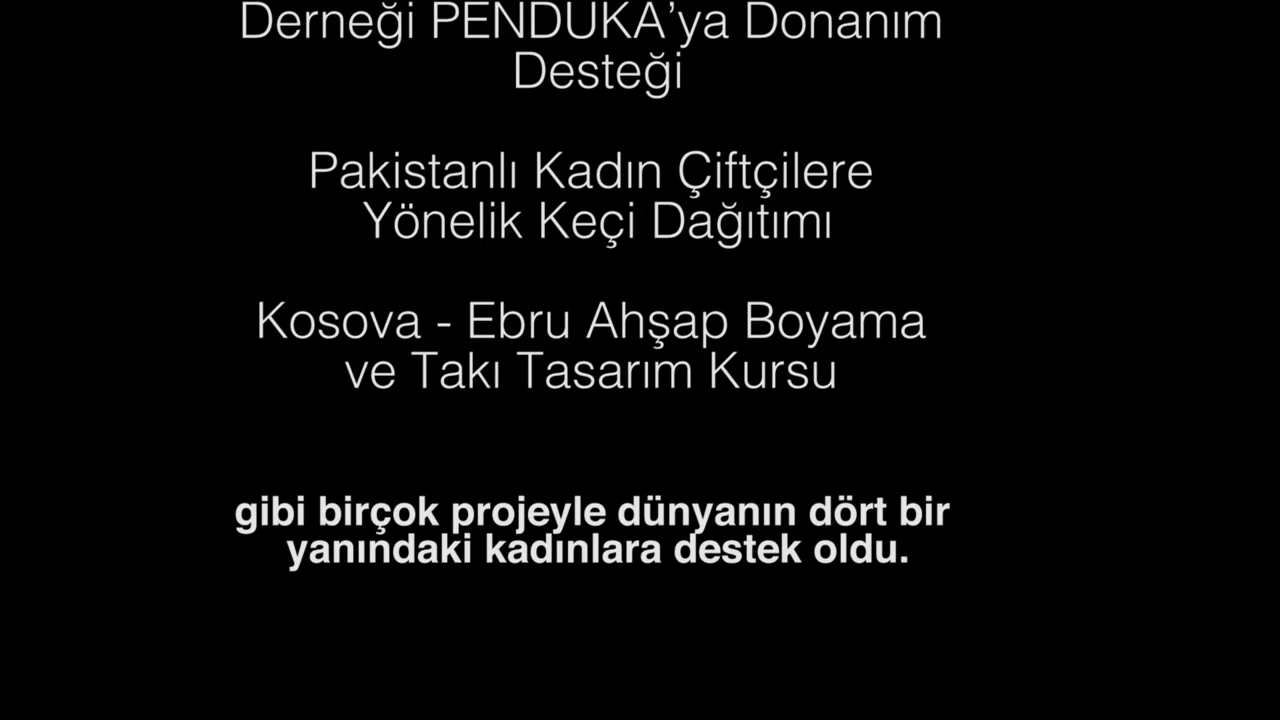 Derneği PENDUKA’ya Donanım
Desteği
Pakistanlı Kadın Çiftçilere
Yönelik Keçi Dağıtımı
Kosova - Ebru Ahşap Boyama
ve Takı Tasarım Kursu
gibi birçok projeyle dünyanın dört bir
yanındaki kadınlara destek oldu.